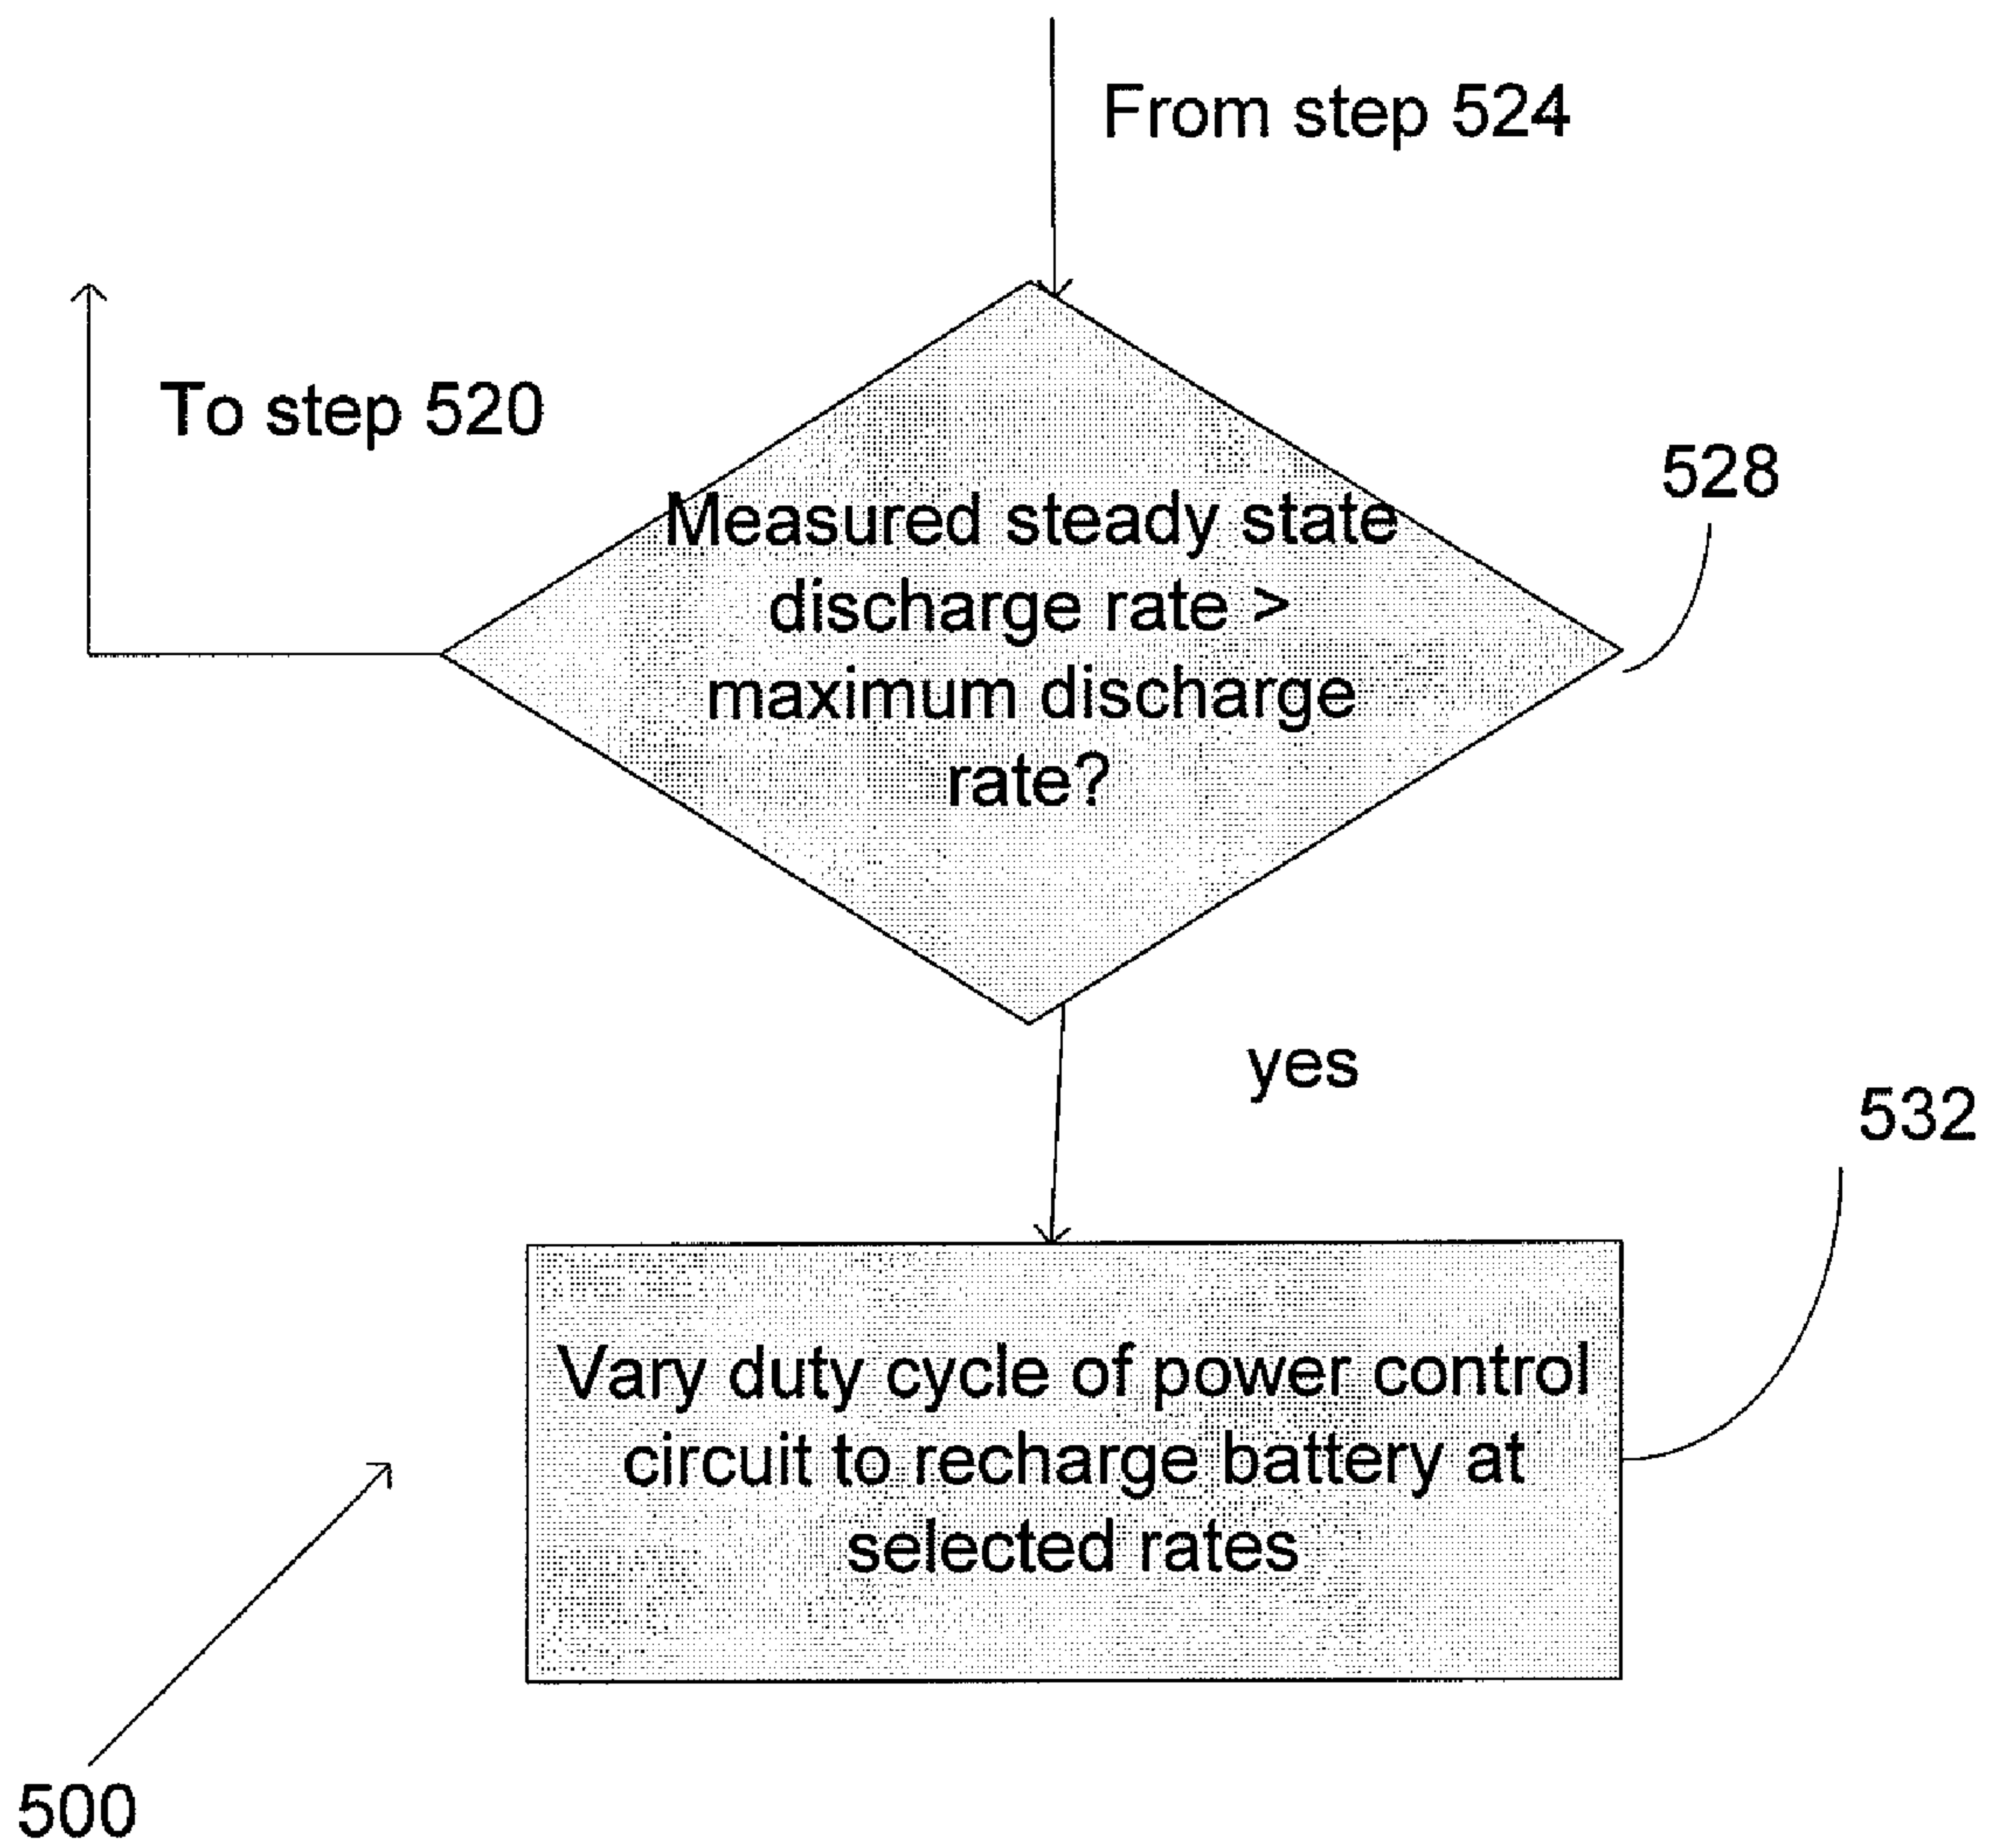 From step 524
To step 520
528
Measured steady state
discharge rate >
maximum discharge
rate?
yes
532
Vary duty cycle of power control
circuit to recharge battery at
selected rates
500